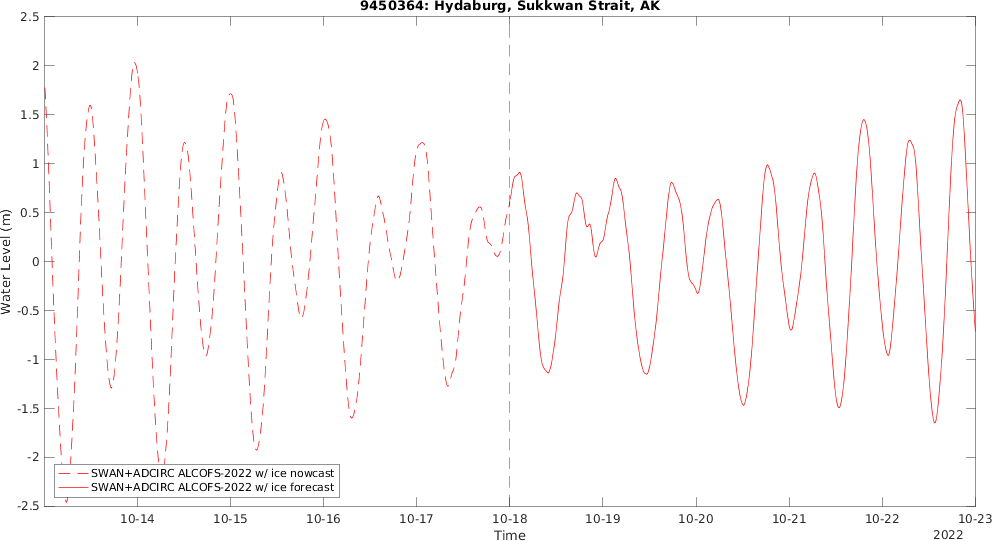 9450364: Hydaburg, Sukkwan Strait, AK
2.5
2
1.5
1
0.5
0
-0.5
-1
-1.5
-2
-2.5
Water Level (m)
SWAN+ADCIRC ALCOFS-2022 w/ ice nowcast
SWAN+ADCIRC ALCOFS-2022 w/ ice forecast
10-14 10-15 10-16 10-17 10-18 10-19 10-20 10-21 10-22 10-23
Time
2022